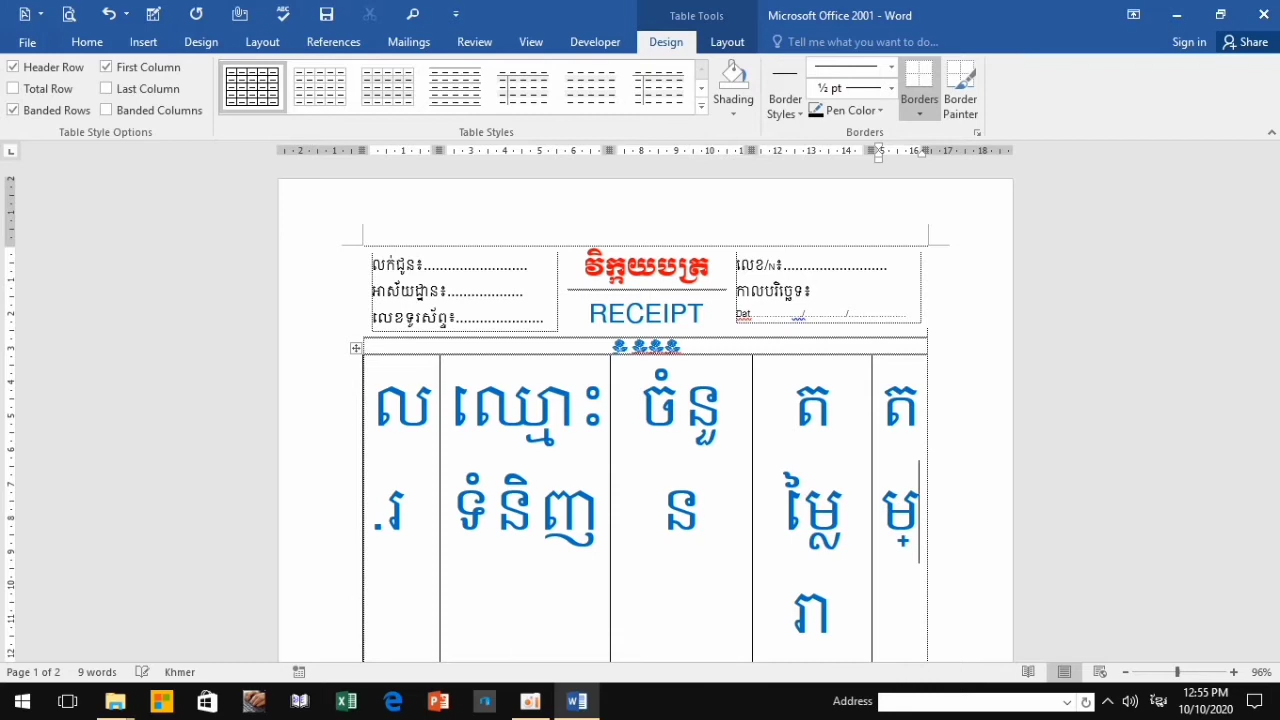 Table Tools
Microsoft Office 2001 - Word
File Home Insert Design Layout References Mailings Review View Developer Design Layout Tell me what you want to do... Sign in Share
Header Row First Column
Total Row Last Column
Banded Rows Banded Columns
Table Style Options
Table Styles
Shading
Border Styles
½ pt
Pen Color
Borders
Border Painter
Borders
លក់ជូន៖..........................
អាស័យដ្ឋាន៖...................
លេខទូរស័ព្ទ៖......................
វិក្កយបត្រ
RECEIPT
លេខ/N៖..........................
កាលបរិច្ឆេទ៖
Dat................../................/......................
ល
.រ
ឈ្មោះ
ទំនិញ
ចំនួ
ន
ត
ម្លៃ
រា
ត
ម្
Page 1 of 2 9 words Khmer 96%
Address
12:55 PM
10/10/2020